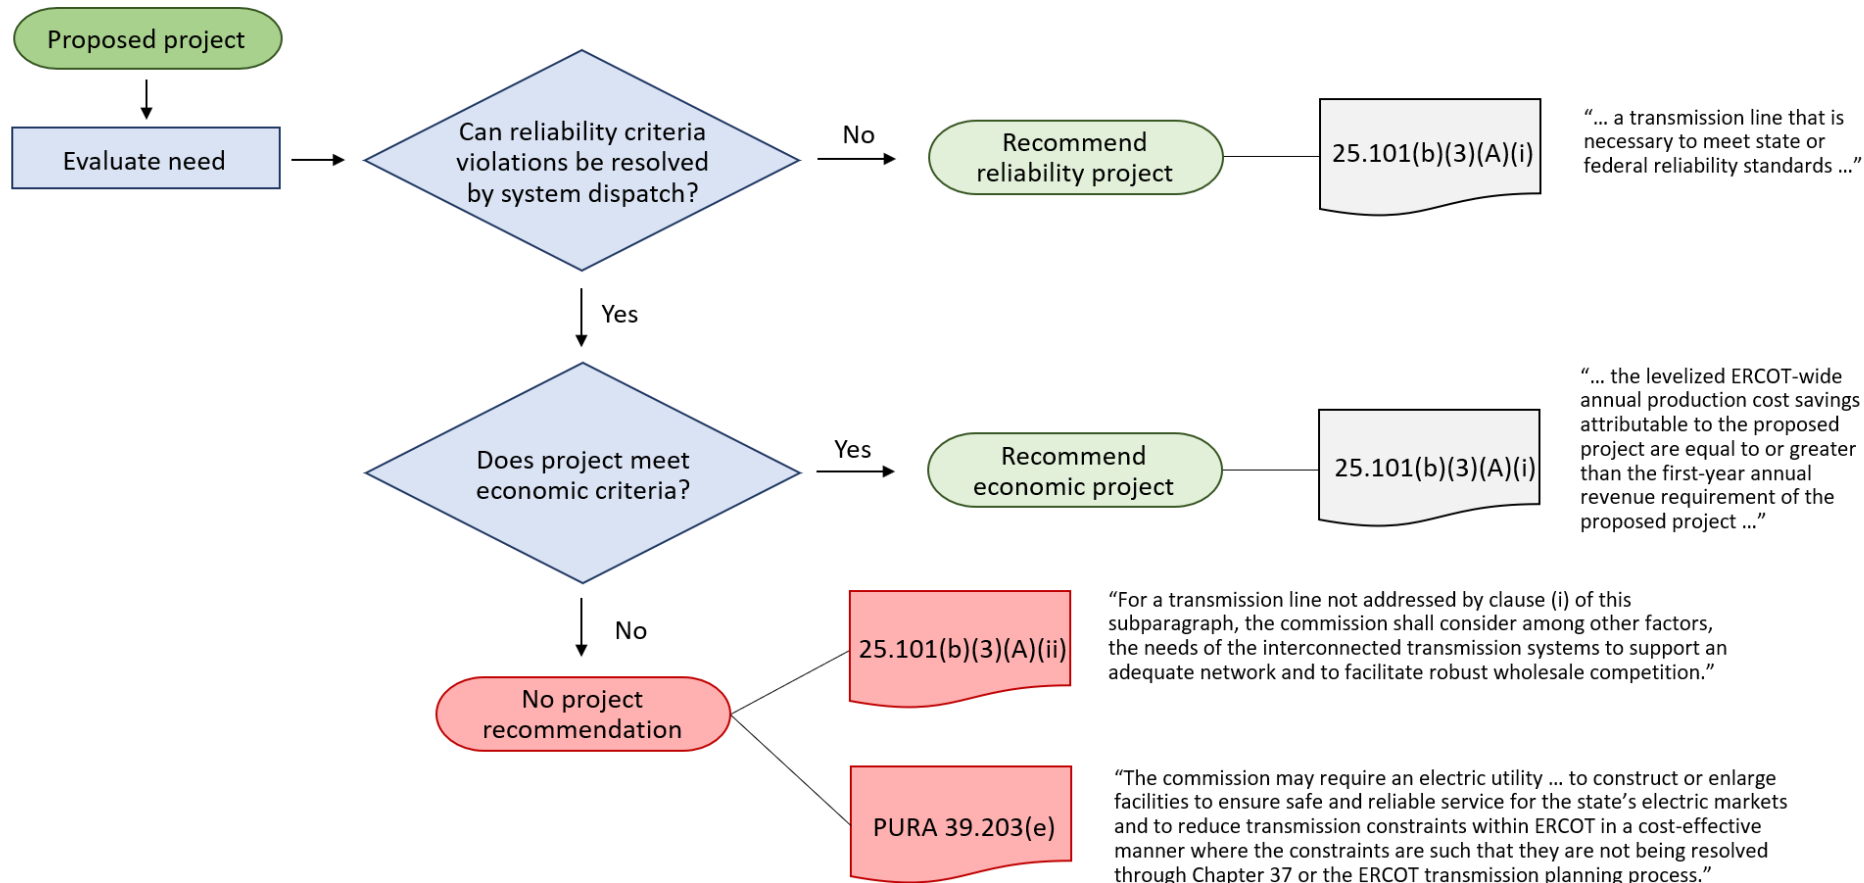 Proposed project
Evaluate need
Can reliability criteria
violations be resolved
by system dispatch?
No
Recommend
reliability project
25.101(b)(3)(A)(i)
“... a transmission line that is
necessary to meet state or
federal reliability standards ...”
Yes
Does project meet
economic criteria?
Yes
Recommend
economic project
25.101(b)(3)(A)(i)
“... the levelized ERCOT-wide
annual production cost savings
attributable to the proposed
project are equal to or greater
than the first-year annual
revenue requirement of the
proposed project ...”
No
No project
recommendation
25.101(b)(3)(A)(ii)
“For a transmission line not addressed by clause (i) of this
subparagraph, the commission shall consider among other factors,
the needs of the interconnected transmission systems to support an
adequate network and to facilitate robust wholesale competition.”
PURA 39.203(e)
“The commission may require an electric utility ... to construct or enlarge
facilities to ensure safe and reliable service for the state’s electric markets
and to reduce transmission constraints within ERCOT in a cost-effective
manner where the constraints are such that they are not being resolved
through Chapter 37 or the ERCOT transmission planning process.”